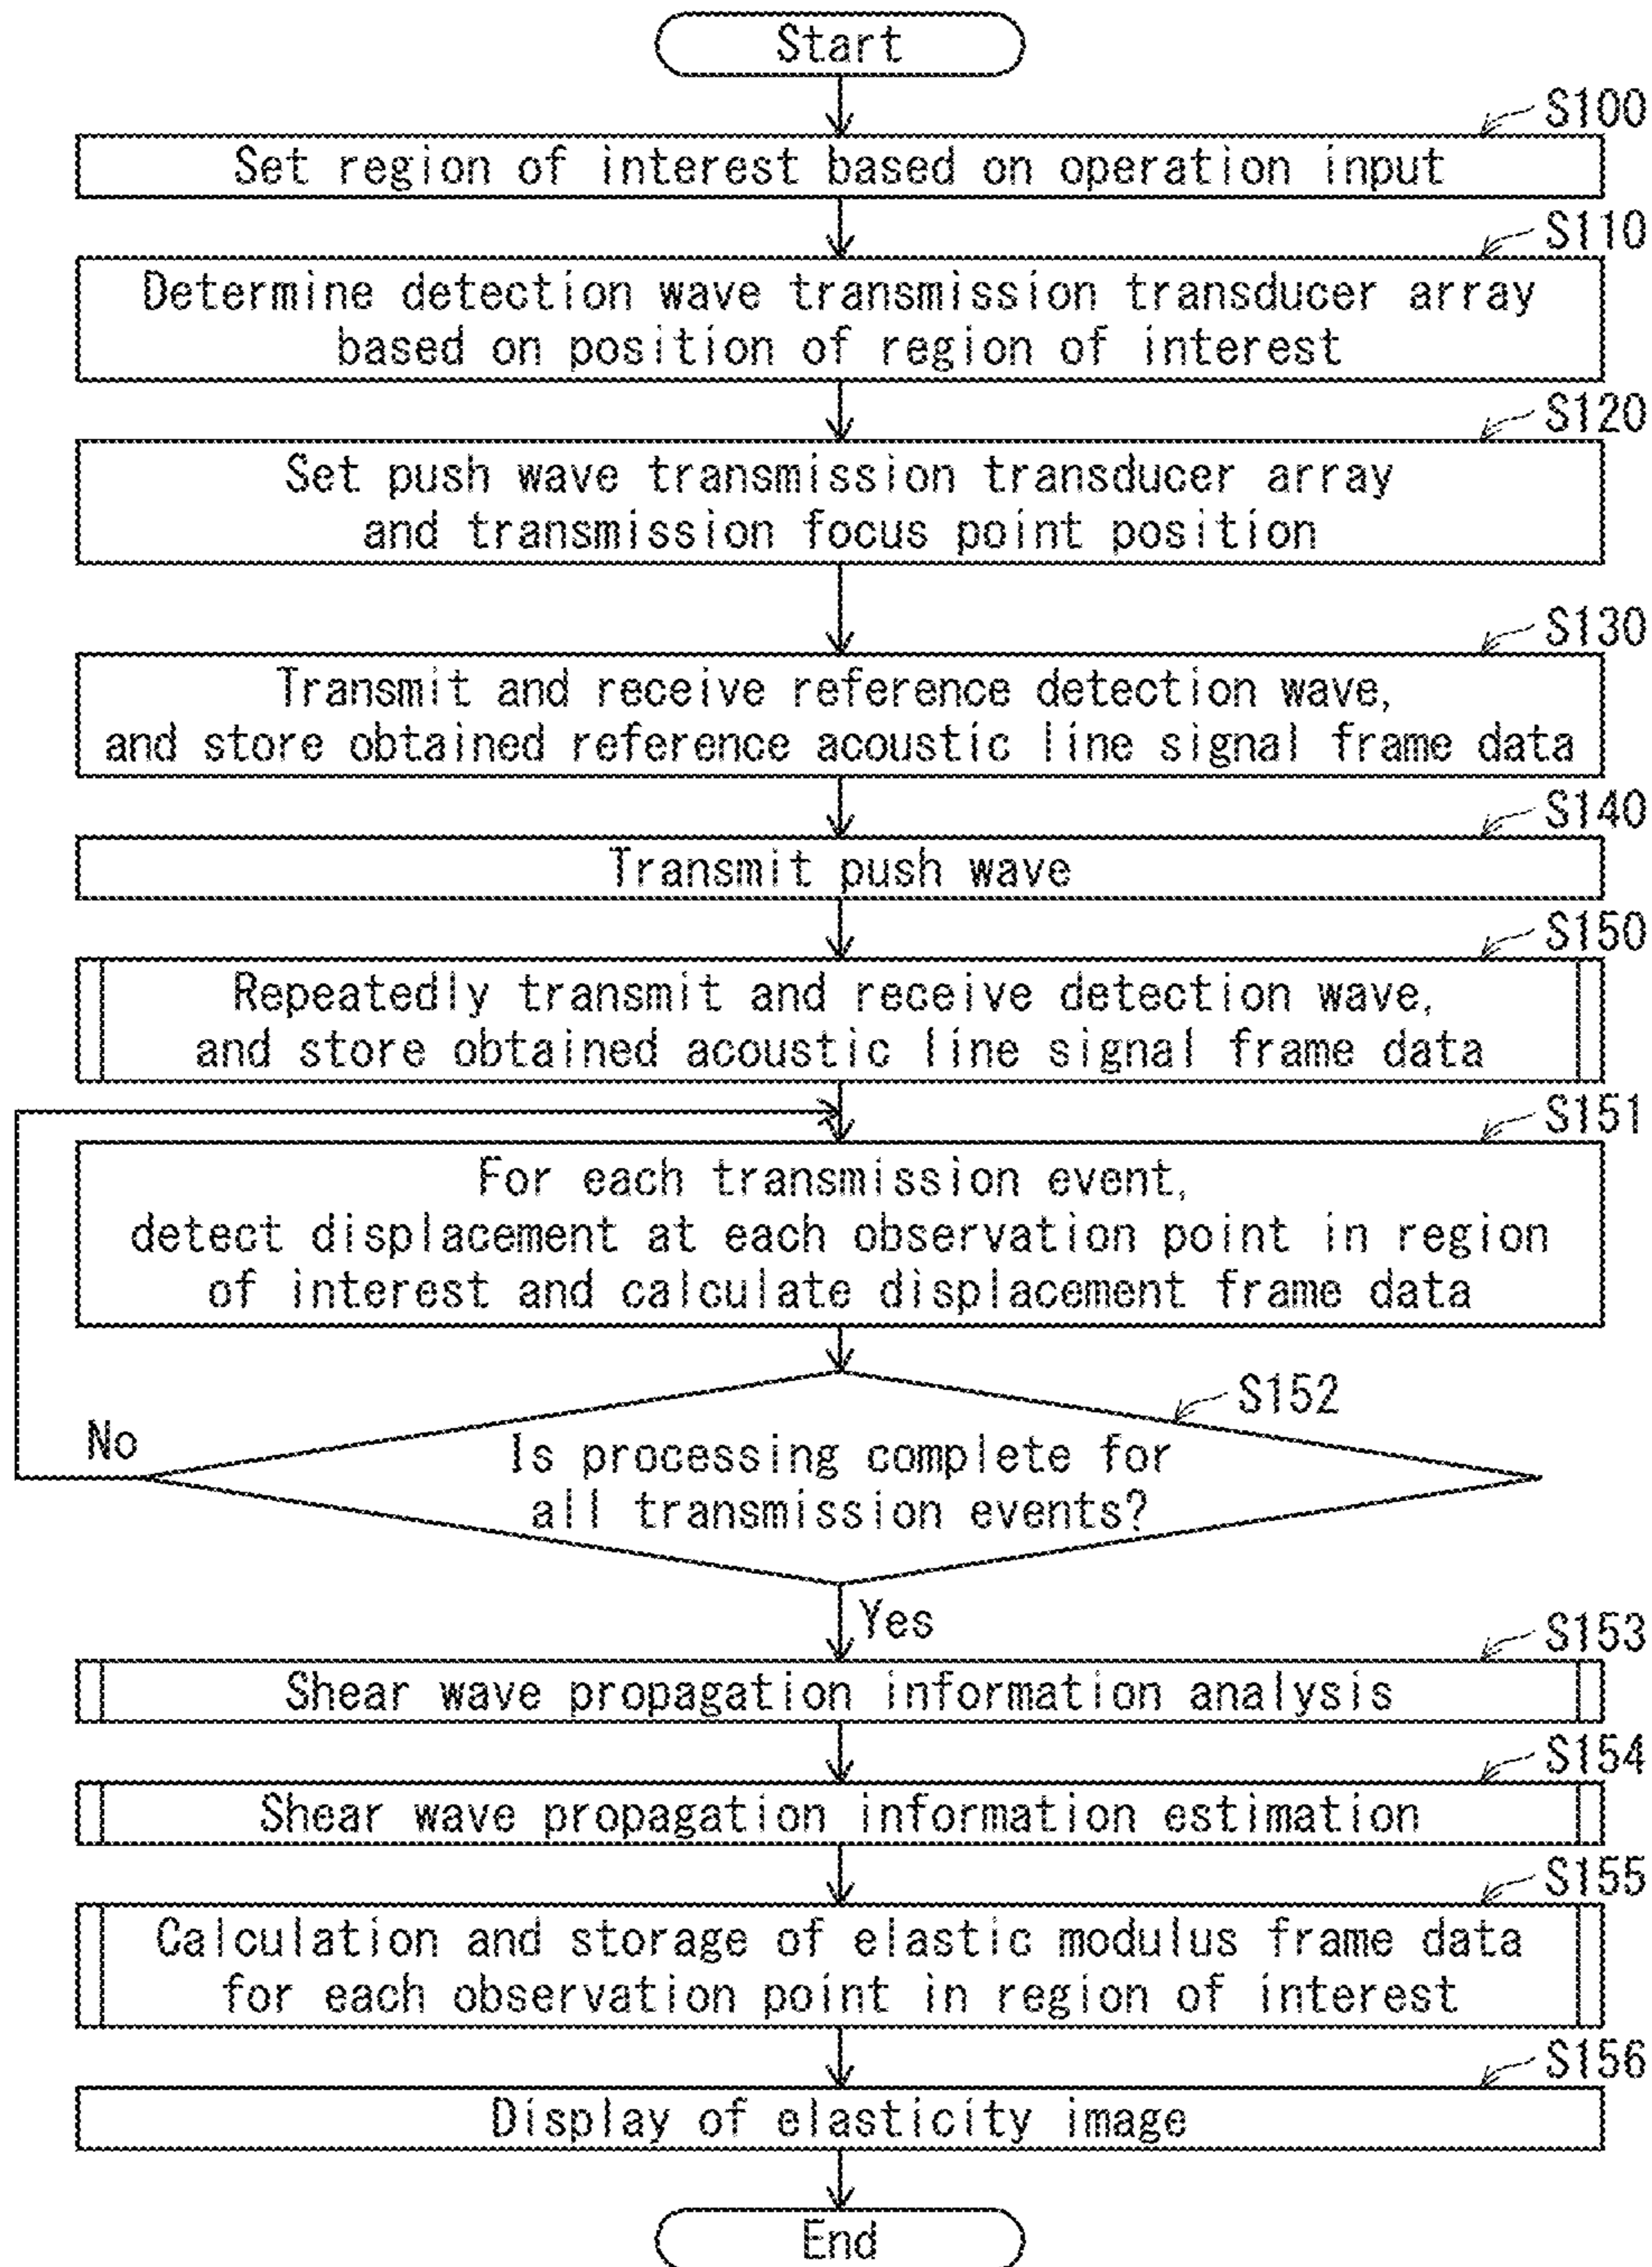 Start
S100
Set region of interest based on operation input
S110
Determine detection wave transmission transducer array
based on position of region of interest
S120
Set push wave transmission transducer array
and transmission focus point position
S130
Transmit and receive reference detection wave,
and store obtained reference acoustic line signal frame data
S140
Transmit push wave
S150
Repeatedly transmit and receive detection wave,
and store obtained acoustic line signal frame data
S151
For each transmission event,
detect displacement at each observation point in region
of interest and calculate displacement frame data
S152
No
Is processing complete for
all transmission events?
Yes
S153
Shear wave propagation information analysis
S154
Shear wave propagation information estimation
S155
Calculation and storage of elastic modulus frame data
for each observation point in region of interest
S156
Display of elasticity image
End